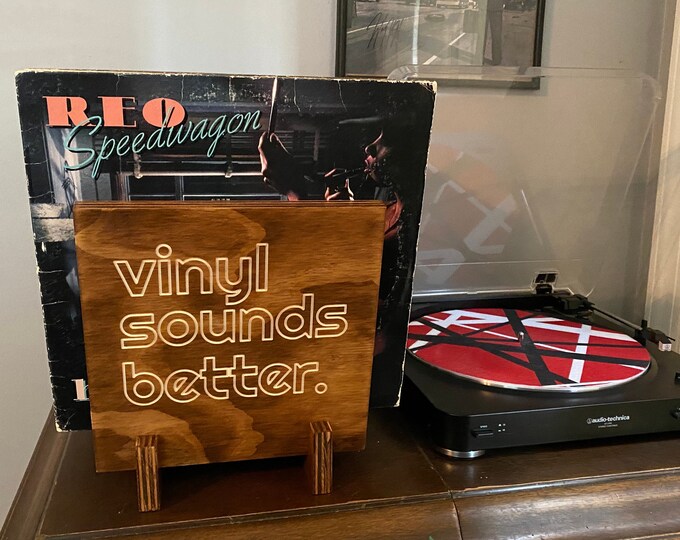 REO
Speedwagon
vinyl
sounds
better.
audio-technica